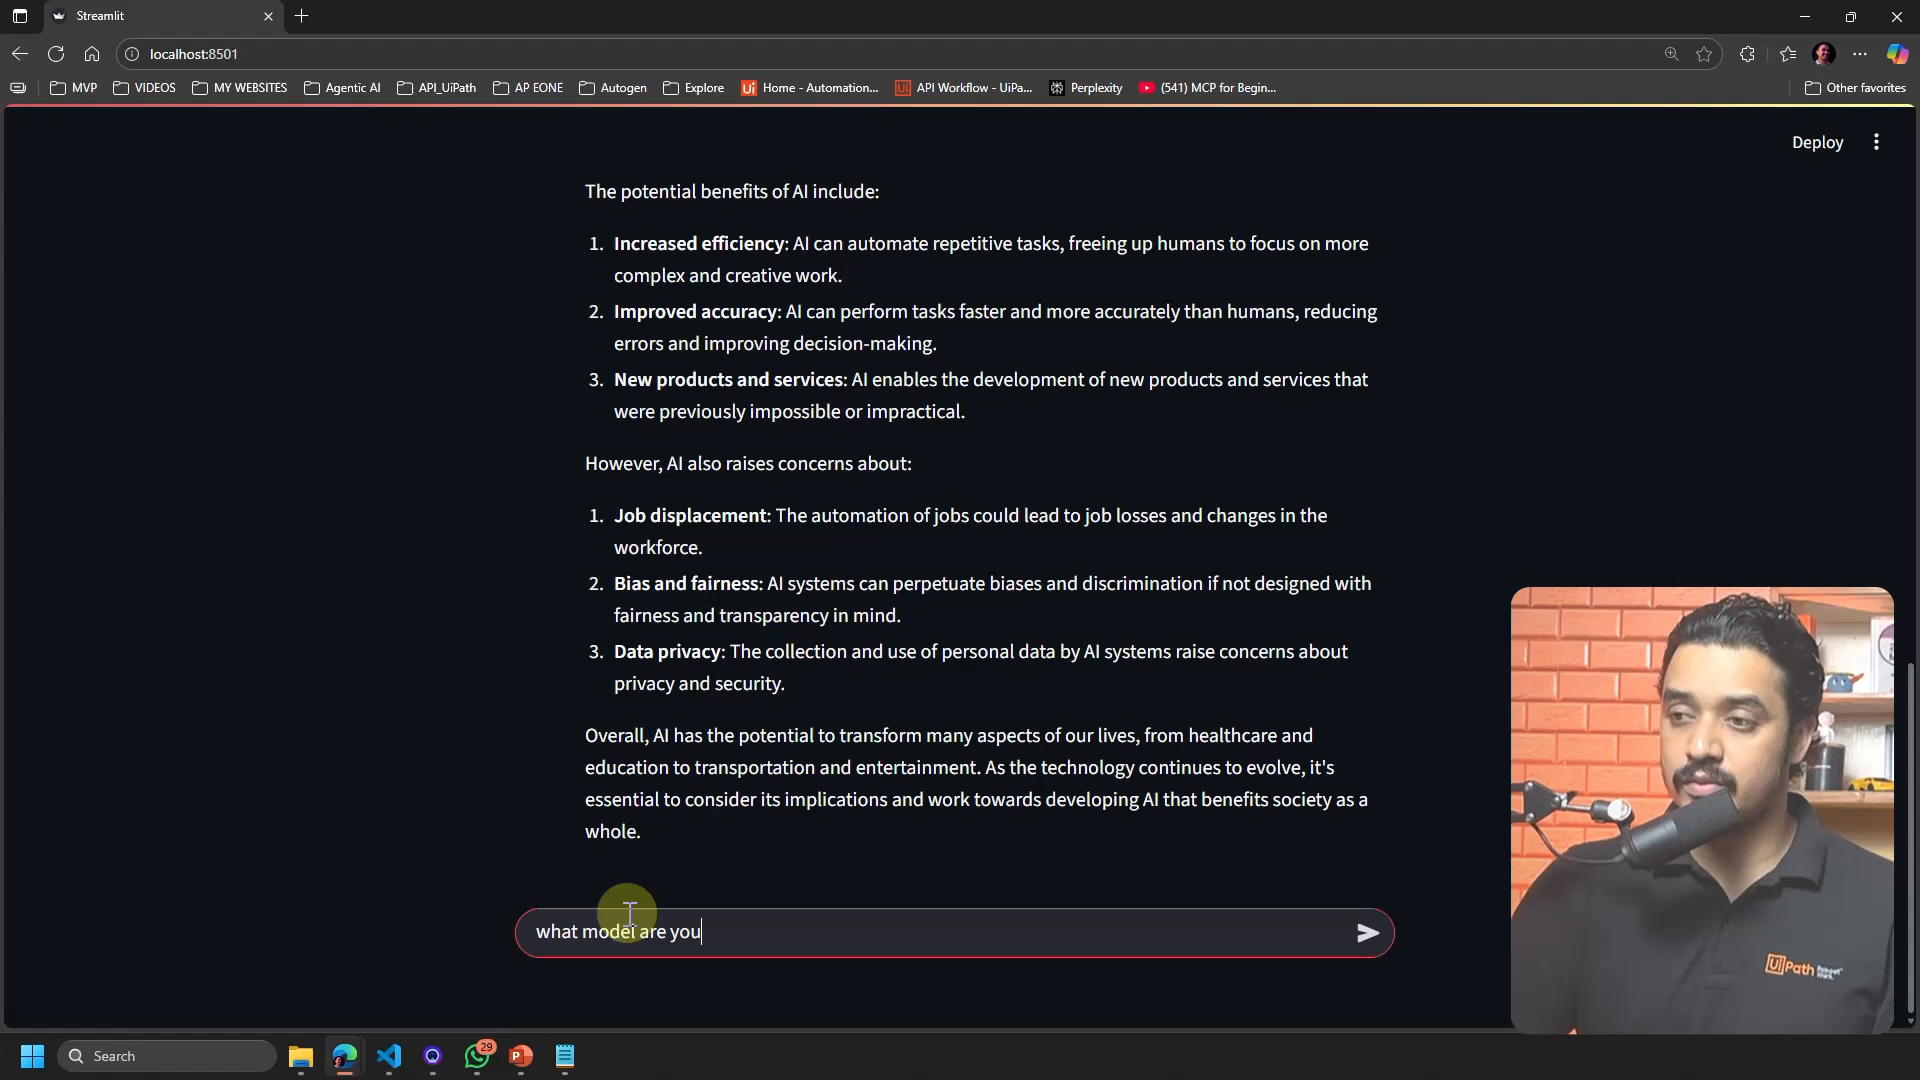 Streamlit
localhost:8501
MVP VIDEOS MY WEBSITES Agentic AI API_UiPath AP EONE Autogen Explore Ui Home - Automation... Ui API Workflow - UiPa... Perplexity (541) MCP for Begin... Other favorites
Deploy
The potential benefits of AI include:
1. Increased efficiency: AI can automate repetitive tasks, freeing up humans to focus on more
complex and creative work.
2. Improved accuracy: AI can perform tasks faster and more accurately than humans, reducing
errors and improving decision-making.
3. New products and services: AI enables the development of new products and services that
were previously impossible or impractical.
However, AI also raises concerns about:
1. Job displacement: The automation of jobs could lead to job losses and changes in the
workforce.
2. Bias and fairness: AI systems can perpetuate biases and discrimination if not designed with
fairness and transparency in mind.
3. Data privacy: The collection and use of personal data by AI systems raise concerns about
privacy and security.
Overall, AI has the potential to transform many aspects of our lives, from healthcare and
education to transportation and entertainment. As the technology continues to evolve, it's
essential to consider its implications and work towards developing AI that benefits society as a
whole.
what model are you
UiPath
Search
29